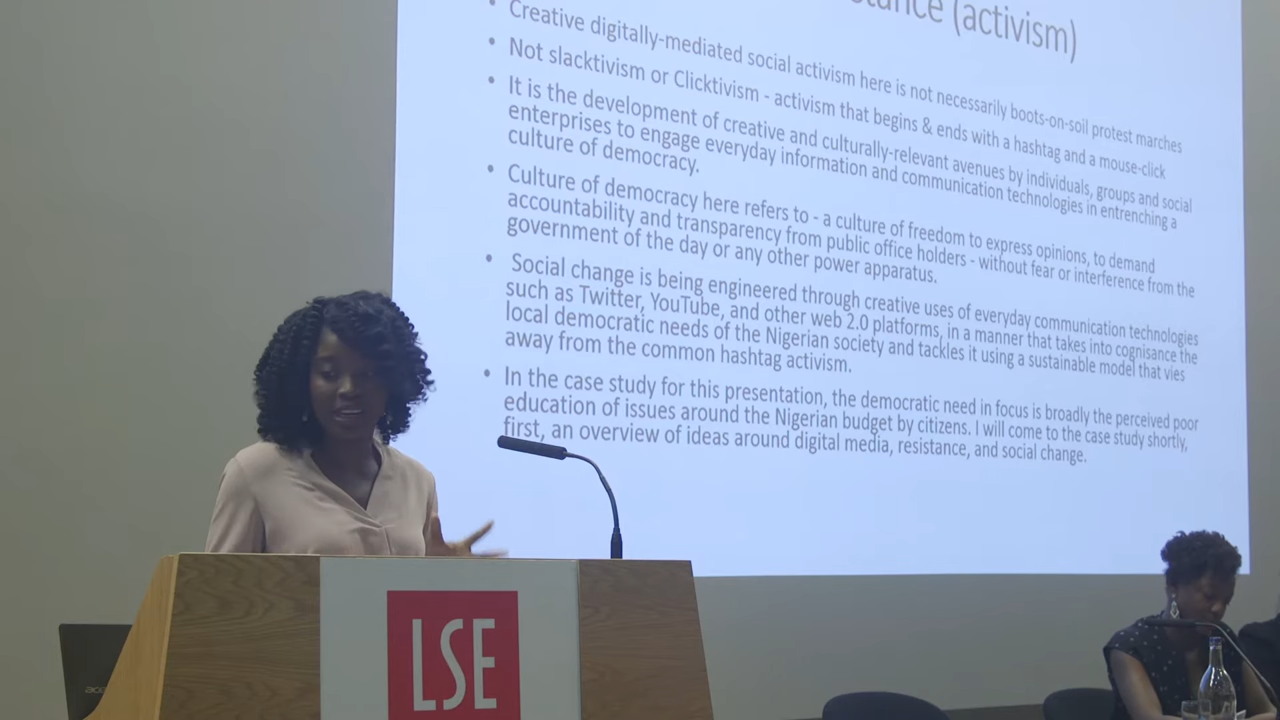 (activism)
• Creative digitally-mediated social activism here is not necessarily boots-on-soil protest marches
• Not slacktivism or Clicktivism - activism that begins & ends with a hashtag and a mouse-click
• It is the development of creative and culturally-relevant avenues by individuals, groups and social
enterprises to engage everyday information and communication technologies in entrenching a
culture of democracy.
• Culture of democracy here refers to - a culture of freedom to express opinions, to demand
accountability and transparency from public office holders - without fear or interference from the
government of the day or any other power apparatus.
• Social change is being engineered through creative uses of everyday communication technologies
such as Twitter, YouTube, and other web 2.0 platforms, in a manner that takes into cognisance the
local democratic needs of the Nigerian society and tackles it using a sustainable model that vies
away from the common hashtag activism.
• In the case study for this presentation, the democratic need in focus is broadly the perceived poor
education of issues around the Nigerian budget by citizens. I will come to the case study shortly,
first, an overview of ideas around digital media, resistance, and social change.
LSE
acer